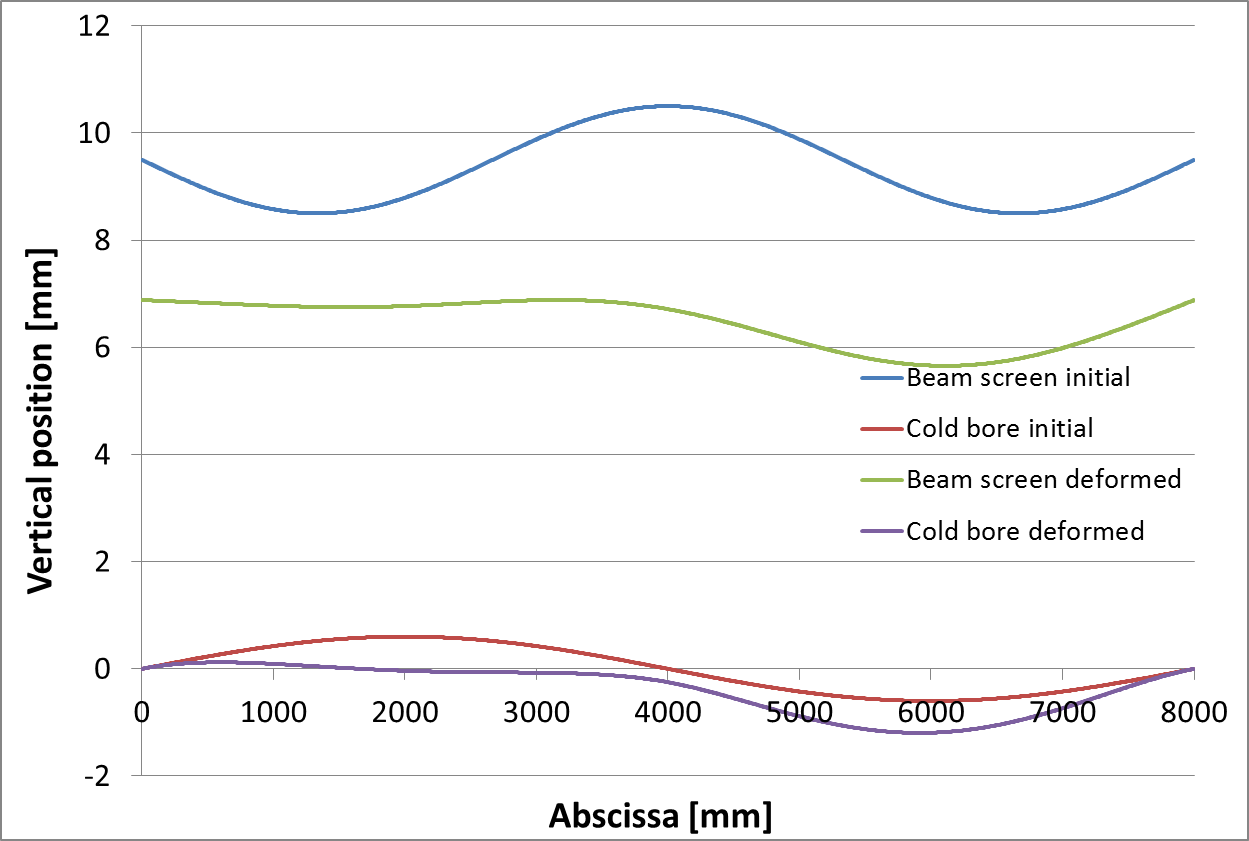 12
10
8
6
4
2
0
-2
Vertical position [mm]
Beam screen initial
Cold bore initial
Beam screen deformed
Cold bore deformed
0 1000 2000 3000 4000 5000 6000 7000 8000
Abscissa [mm]